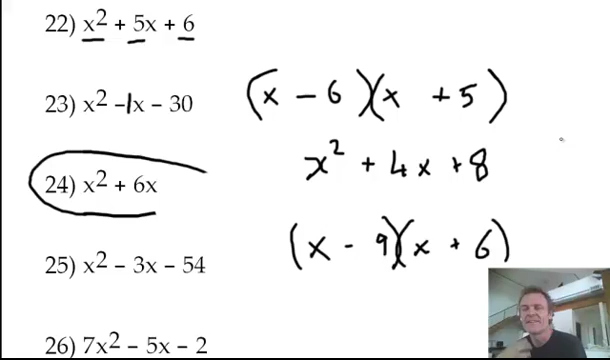 22) x² + 5x + 6
23) x² -1x - 30 (x - 6)(x + 5)
x² + 4x + 8
24) x² + 6x
25) x² - 3x - 54 (x - 9)(x + 6)
26) 7x² - 5x - 2